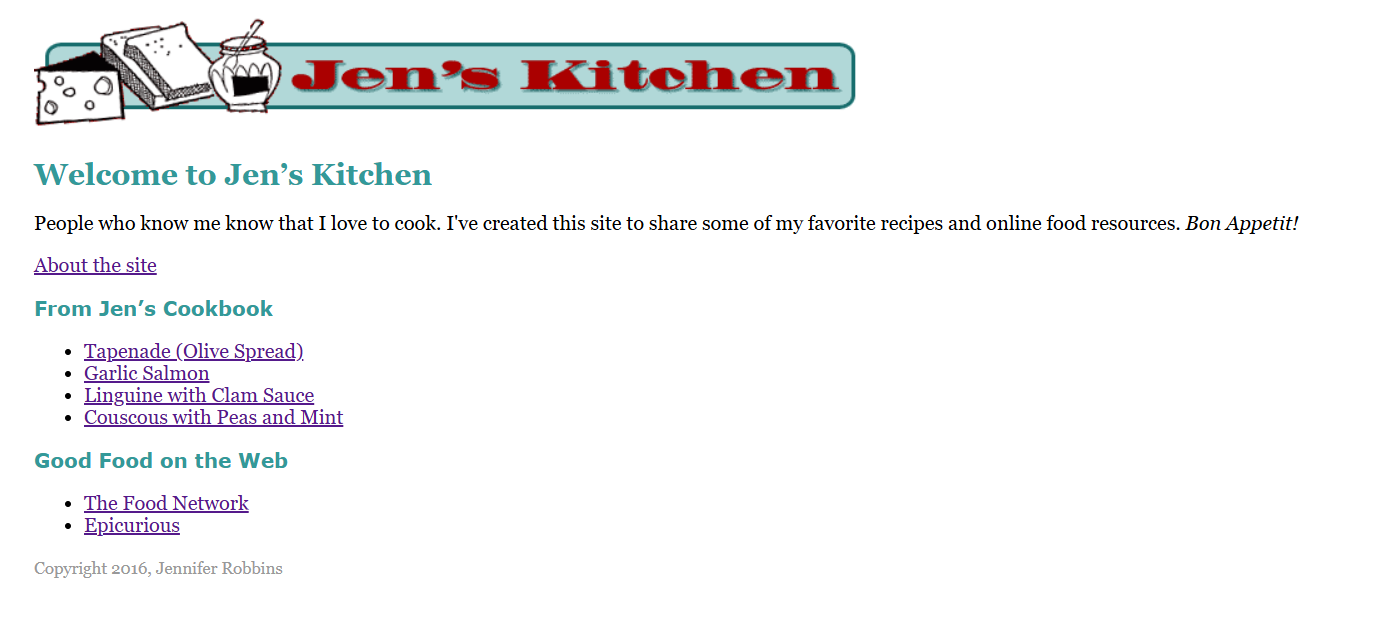 Jen’s Kitchen
Welcome to Jen’s Kitchen
People who know me know that I love to cook. I've created this site to share some of my favorite recipes and online food resources. Bon Appetit!
About the site
From Jen’s Cookbook
• Tapenade (Olive Spread)
• Garlic Salmon
• Linguine with Clam Sauce
• Couscous with Peas and Mint
Good Food on the Web
• The Food Network
• Epicurious
Copyright 2016, Jennifer Robbins